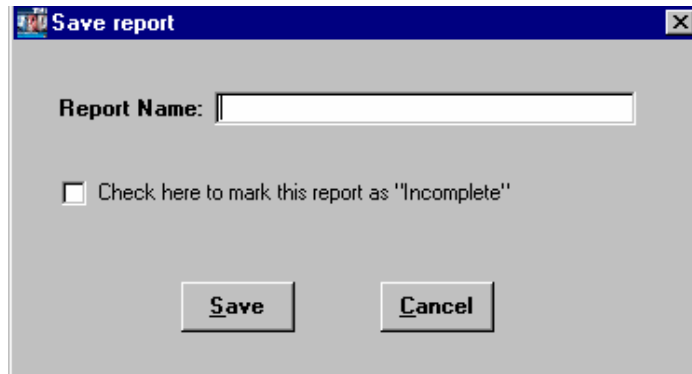 Save report
Report Name:
Check here to mark this report as "Incomplete"
Save Cancel